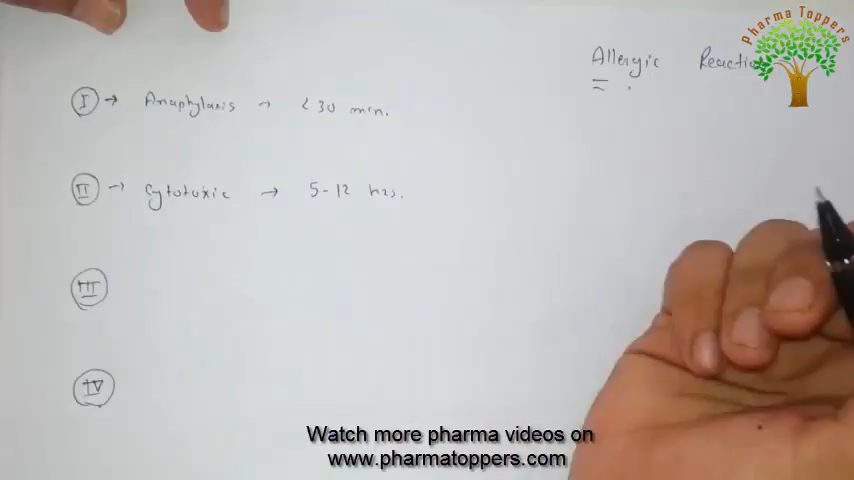 Pharma Toppers
Allergic Reactio
I → Anaphylaxis → < 30 min.
II → Cytotoxic → 5-12 hrs.
III
IV
Watch more pharma videos on
www.pharmatoppers.com